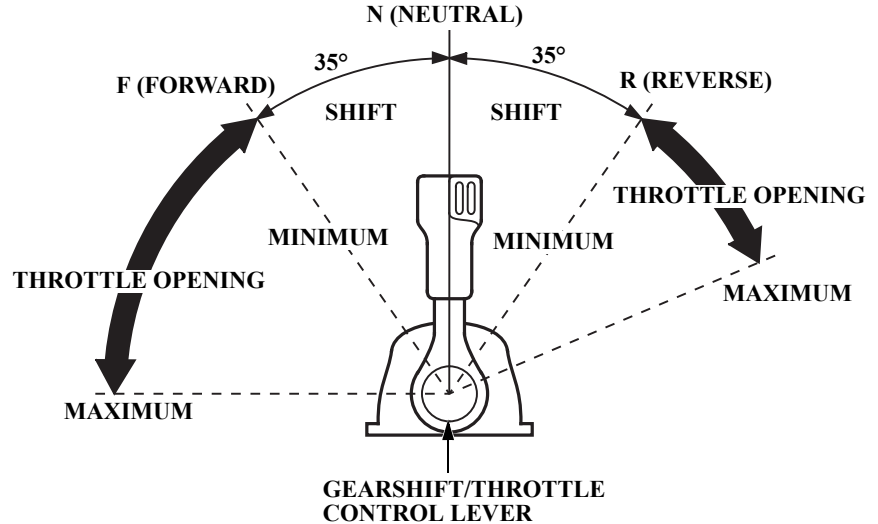 N (NEUTRAL)
35°
35°
F (FORWARD)
R (REVERSE)
SHIFT
SHIFT
THROTTLE OPENING
MINIMUM
MINIMUM
THROTTLE OPENING
MAXIMUM
MAXIMUM
GEARSHIFT/THROTTLE
CONTROL LEVER